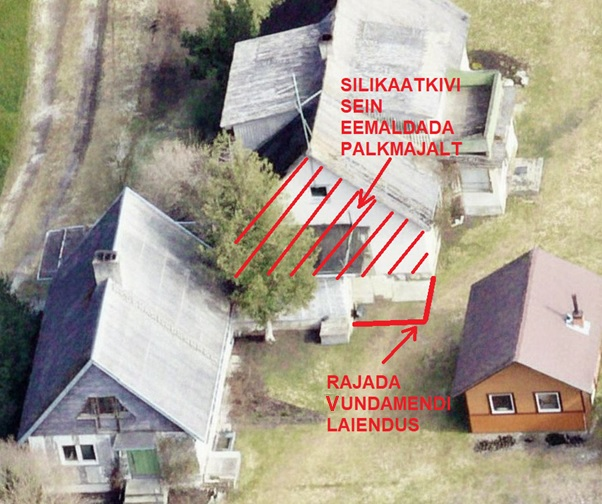 SILIKAATKIVI
SEIN
EEMALDADA
PALKMAJALT
RAJADA
VUNDAMENDI
LAIENDUS